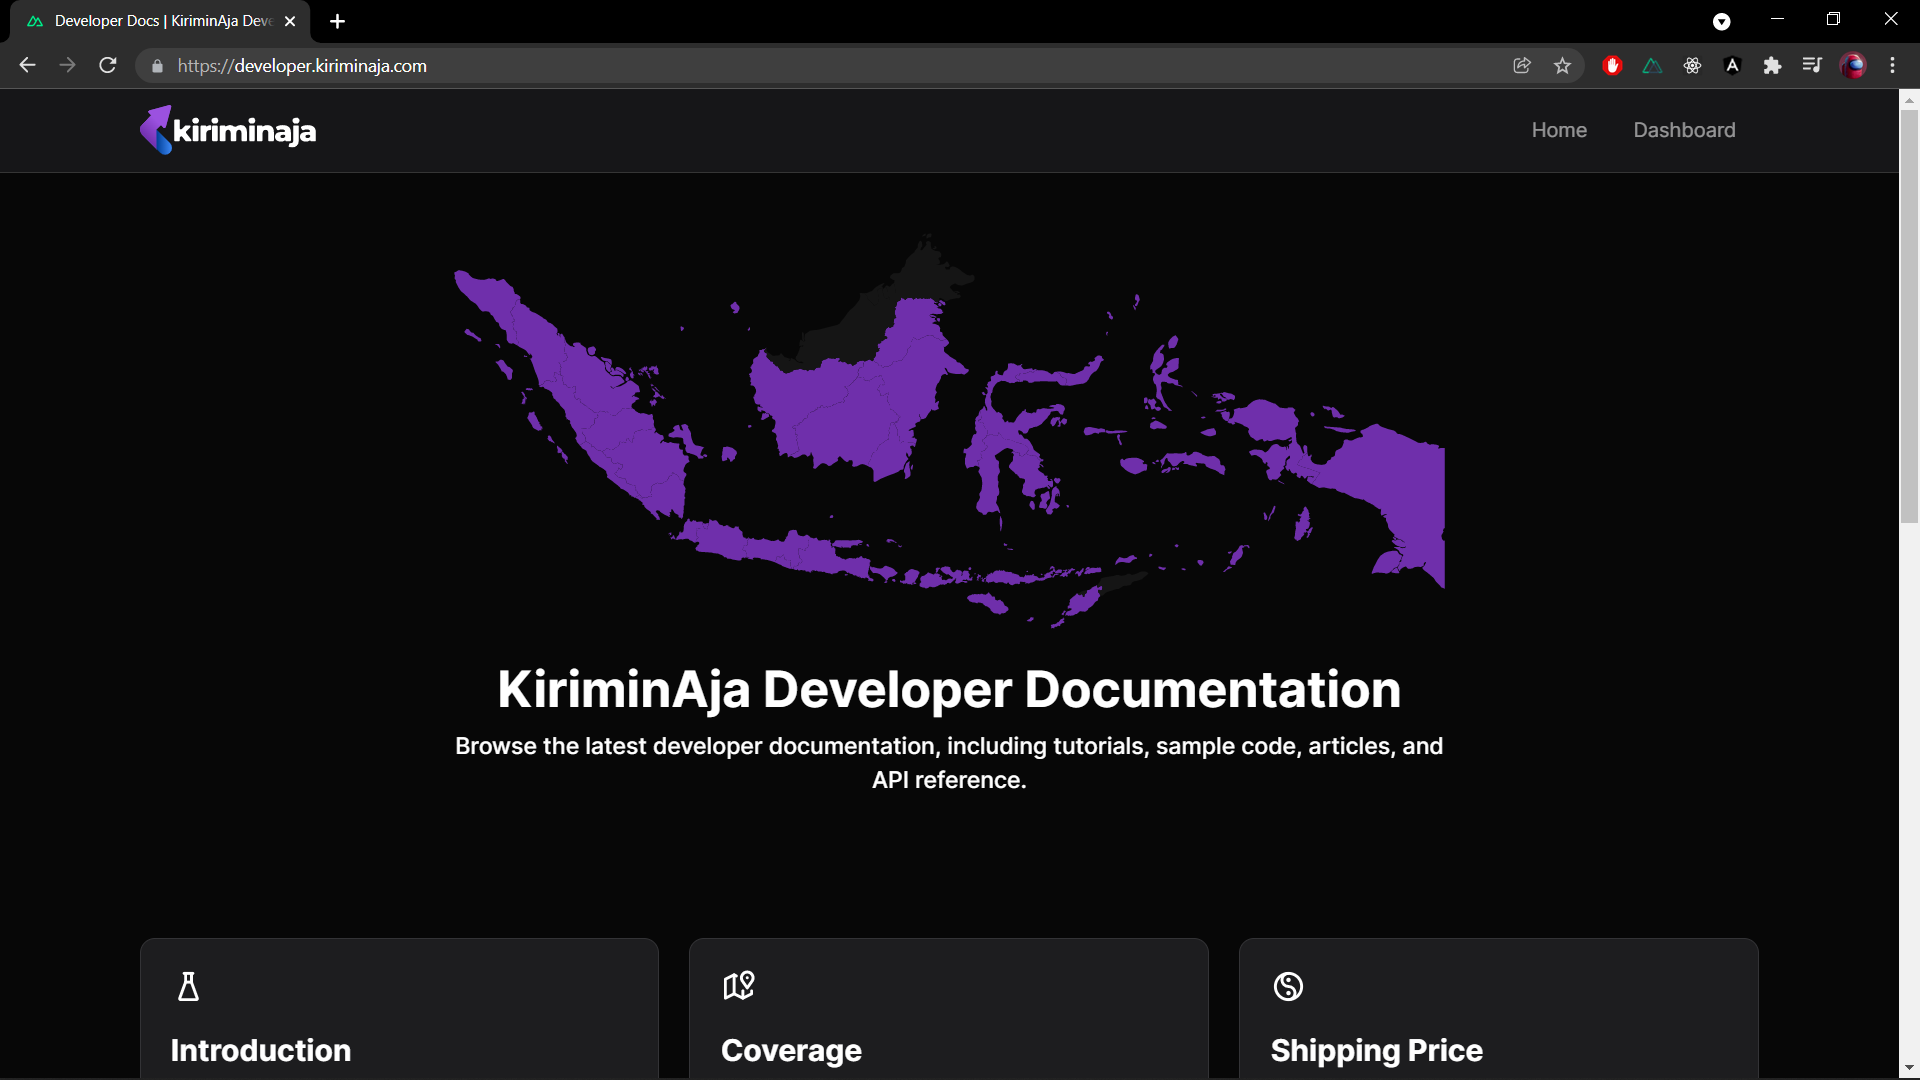 Developer Docs | KiriminAja Deve
https://developer.kiriminaja.com
kiriminaja
Home
Dashboard
KiriminAja Developer Documentation
Browse the latest developer documentation, including tutorials, sample code, articles, and
API reference.
Introduction
Coverage
Shipping Price